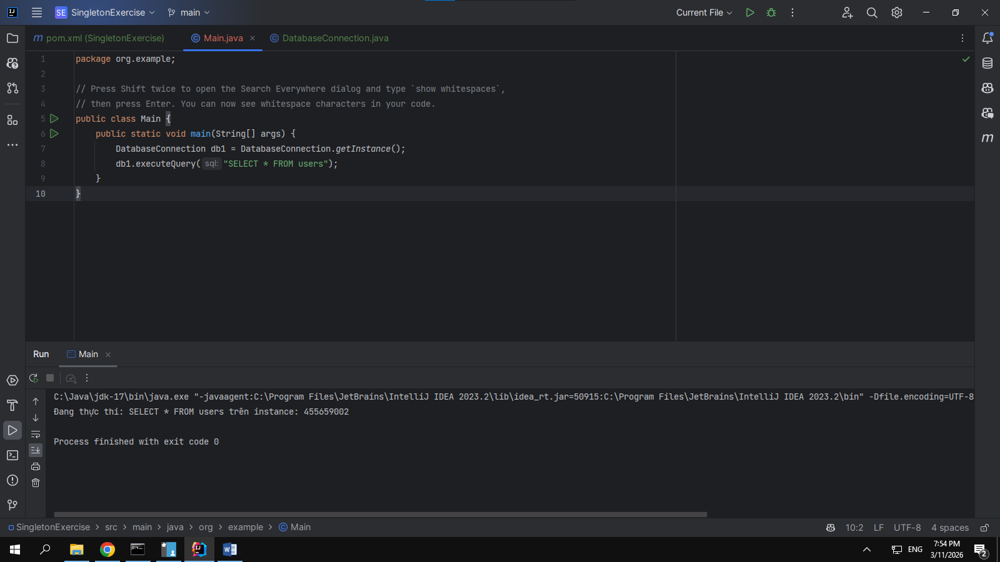 SE SingletonExercise main Current File
pom.xml (SingletonExercise) Main.java DatabaseConnection.java
1 package org.example;
2
3 // Press Shift twice to open the Search Everywhere dialog and type `show whitespaces`,
4 // then press Enter. You can now see whitespace characters in your code.
5 public class Main {
6 public static void main(String[] args) {
7 DatabaseConnection db1 = DatabaseConnection.getInstance();
8 db1.executeQuery( sql: "SELECT * FROM users");
9 }
10 }
Run Main
C:\Java\jdk-17\bin\java.exe "-javaagent:C:\Program Files\JetBrains\IntelliJ IDEA 2023.2\lib\idea_rt.jar=50915:C:\Program Files\JetBrains\IntelliJ IDEA 2023.2\bin" -Dfile.encoding=UTF-8
Đang thực thi: SELECT * FROM users trên instance: 455659002
Process finished with exit code 0
SingletonExercise > src > main > java > org > example > Main 10:2 LF UTF-8 4 spaces
ENG 7:54 PM
3/11/2026 2